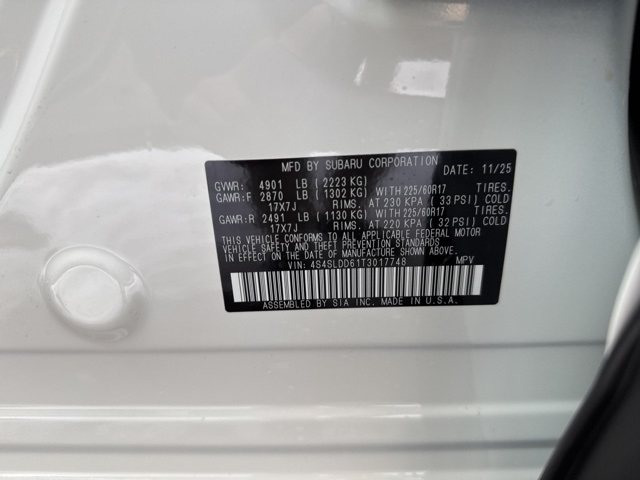 MFD BY SUBARU CORPORATION DATE: 11/25
GVWR: 4901 LB ( 2223 KG)
GAWR:F 2870 LB ( 1302 KG) WITH 225/60R17 TIRES.
17X7J RIMS. AT 230 KPA ( 33 PSI) COLD
GAWR:R 2491 LB ( 1130 KG) WITH 225/60R17 TIRES.
17X7J RIMS. AT 220 KPA ( 32 PSI) COLD
THIS VEHICLE CONFORMS TO ALL APPLICABLE FEDERAL MOTOR
VEHICLE SAFETY AND THEFT PREVENTION STANDARDS
IN EFFECT ON THE DATE OF MANUFACTURE SHOWN ABOVE.
VIN: 4S4SLDD61T3017748 MPV
ASSEMBLED BY SIA INC. MADE IN U.S.A.